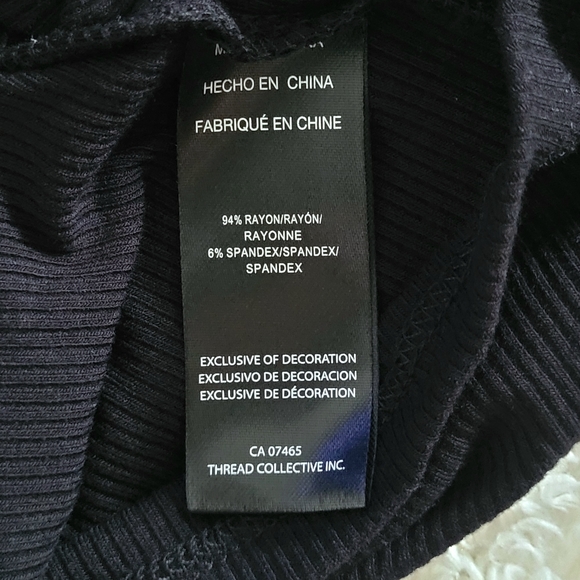 HECHO EN CHINA
FABRIQUÉ EN CHINE
94% RAYON/RAYÓN/
RAYONNE
6% SPANDEX/SPANDEX/
SPANDEX
EXCLUSIVE OF DECORATION
EXCLUSIVO DE DECORACION
EXCLUSIVE DE DÉCORATION
CA 07465
THREAD COLLECTIVE INC.